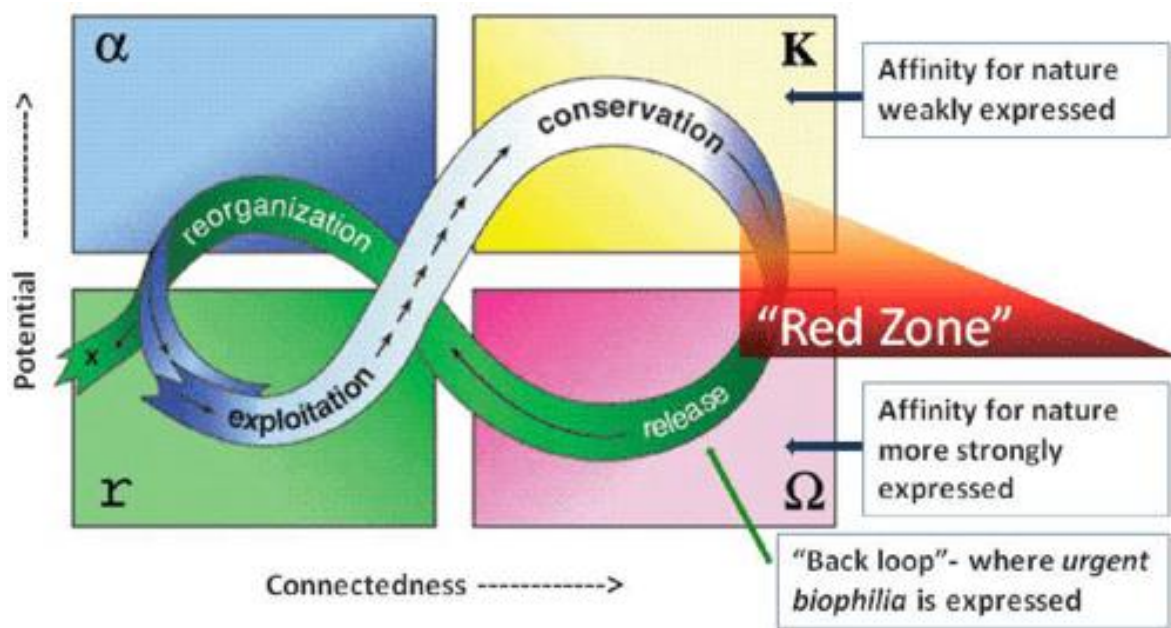 α
K
Affinity for nature
weakly expressed
conservation
reorganization
Potential ---------->
"Red Zone"
x
exploitation
release
Affinity for nature
more strongly
expressed
r
Ω
"Back loop"- where urgent
biophilia is expressed
Connectedness ------------>